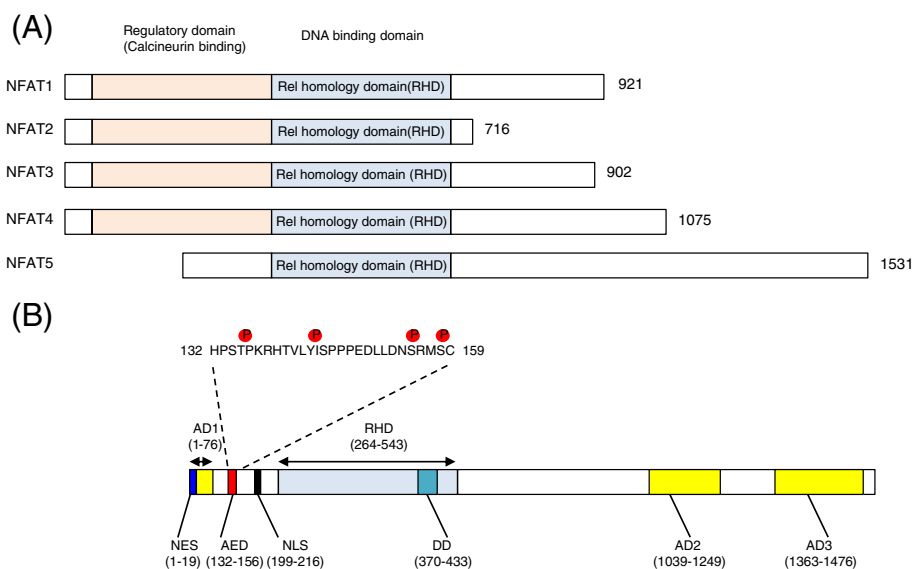 (A)
Regulatory domain
(Calcineurin binding)
DNA binding domain
NFAT1
Rel homology domain(RHD)
921
NFAT2
Rel homology domain(RHD)
716
NFAT3
Rel homology domain (RHD)
902
NFAT4
Rel homology domain (RHD)
1075
NFAT5
Rel homology domain (RHD)
1531
(B)
P P P P
132 HPSTPKRHTVLYISPPPEDLLDNSRMSC 159
AD1
(1-76)
RHD
(264-543)
NES
(1-19)
AED
(132-156)
NLS
(199-216)
DD
(370-433)
AD2
(1039-1249)
AD3
(1363-1476)